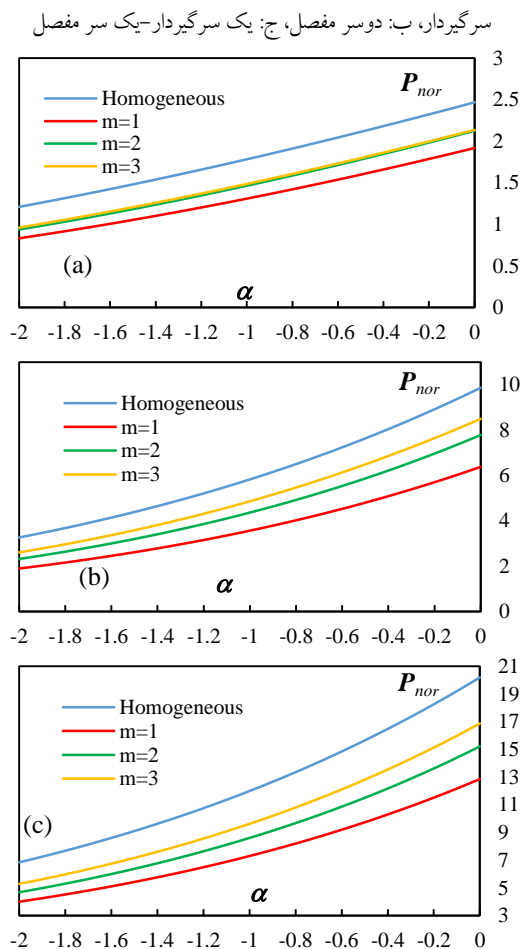 سرگیردار، ب: دوسر مفصل، ج: یک سرگیردار-یک سر مفصل
P_nor
Homogeneous
m=1
m=2
m=3
(a)
α
3
2.5
2
1.5
1
0.5
0
-2 -1.8 -1.6 -1.4 -1.2 -1 -0.8 -0.6 -0.4 -0.2 0
P_nor
Homogeneous
m=1
m=2
m=3
(b)
α
10
8
6
4
2
0
-2 -1.8 -1.6 -1.4 -1.2 -1 -0.8 -0.6 -0.4 -0.2 0
P_nor
Homogeneous
m=1
m=2
m=3
(c)
α
21
19
17
15
13
11
9
7
5
3
-2 -1.8 -1.6 -1.4 -1.2 -1 -0.8 -0.6 -0.4 -0.2 0